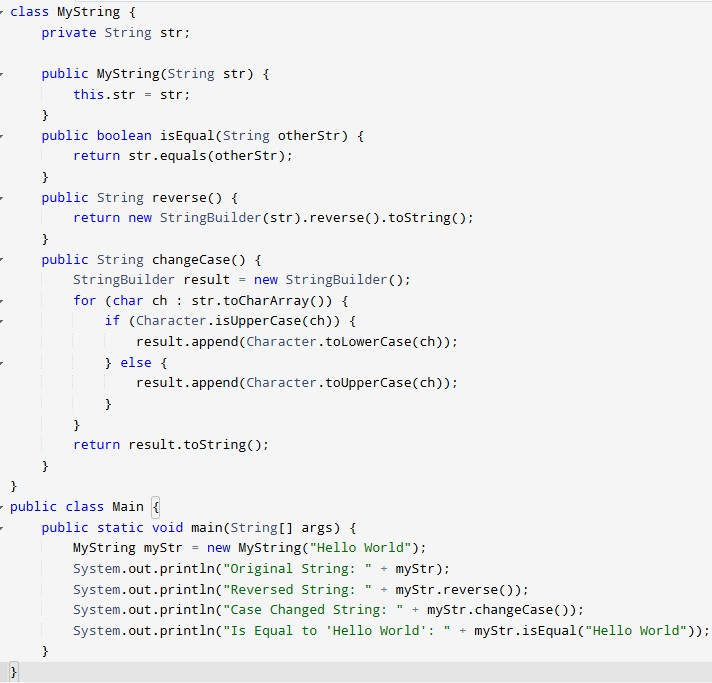 class MyString {
    private String str;

    public MyString(String str) {
        this.str = str;
    }
    public boolean isEqual(String otherStr) {
        return str.equals(otherStr);
    }
    public String reverse() {
        return new StringBuilder(str).reverse().toString();
    }
    public String changeCase() {
        StringBuilder result = new StringBuilder();
        for (char ch : str.toCharArray()) {
            if (Character.isUpperCase(ch)) {
                result.append(Character.toLowerCase(ch));
            } else {
                result.append(Character.toUpperCase(ch));
            }
        }
        return result.toString();
    }
}
public class Main {
    public static void main(String[] args) {
        MyString myStr = new MyString("Hello World");
        System.out.println("Original String: " + myStr);
        System.out.println("Reversed String: " + myStr.reverse());
        System.out.println("Case Changed String: " + myStr.changeCase());
        System.out.println("Is Equal to 'Hello World': " + myStr.isEqual("Hello World"));
    }
}